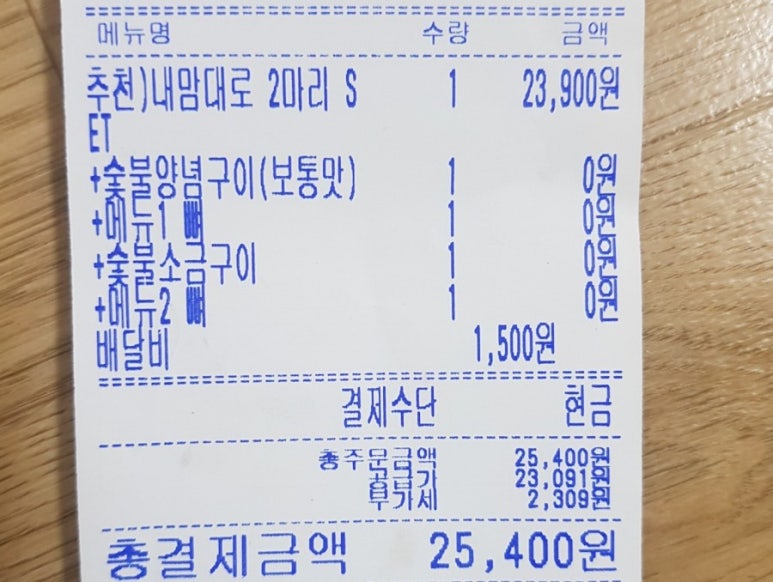 메뉴명 수량 금액
추천)내맘대로 2마리 S 1 23,900원
ET
+숯불양념구이(보통맛) 1 0원
+메뉴1 뼈 1 0원
+숯불소금구이 1 0원
+메뉴2 뼈 1 0원
배달비 1,500원
결제수단 현금
총주문금액 25,400원
공급가 23,091원
부가세 2,309원
총결제금액 25,400원